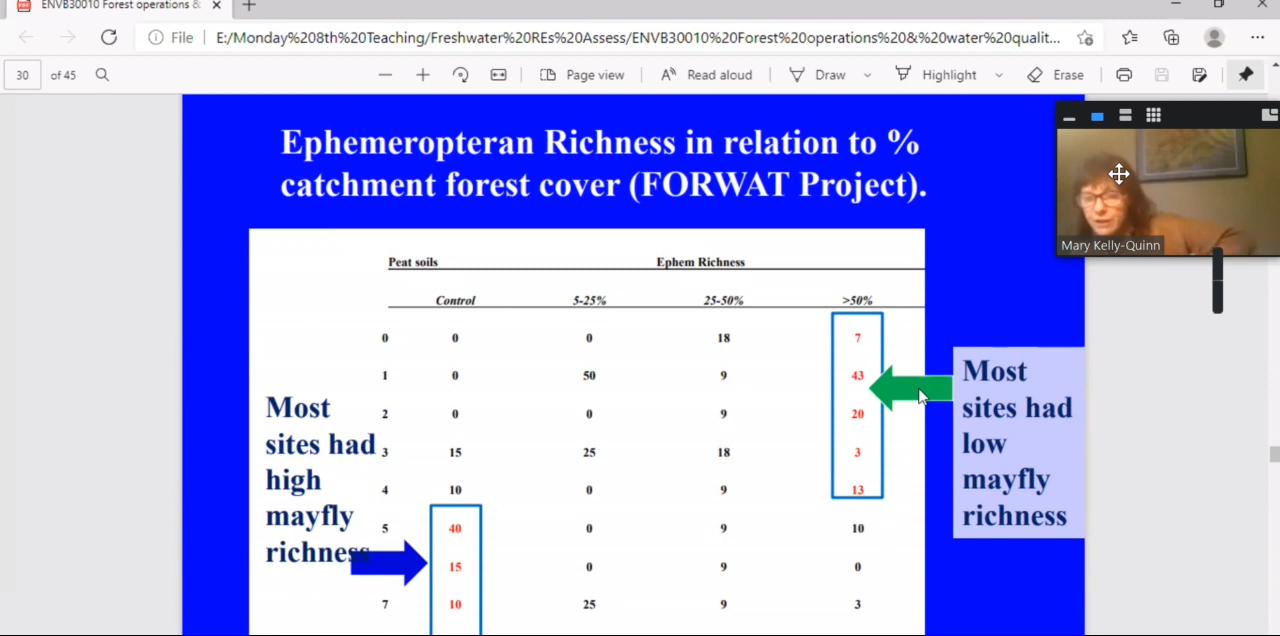 ENVB30010 Forest operations &
File
E:/Monday%208th%20Teaching/Freshwater%20REs%20Assess/ENVB30010%20Forest%20operations%20&%20water%20qualit...
30 of 45
Page view
Read aloud
Draw
Highlight
Erase
Ephemeropteran Richness in relation to %
catchment forest cover (FORWAT Project).
Mary Kelly-Quinn
Peat soils Ephem Richness
Control 5-25% 25-50% >50%
0 0 0 18 7
1 0 50 9 43
2 0 0 9 20
3 15 25 18 3
4 10 0 9 13
5 40 0 9 10
15 0 9 0
7 10 25 9 3
Most
sites had
high
mayfly
richness
Most
sites had
low
mayfly
richness